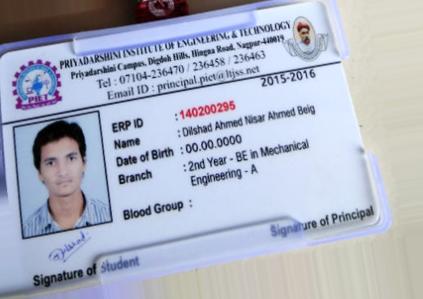 PRIYADARSHINI INSTITUTE OF ENGINEERING & TECHNOLOGY
Priyadarshini Campus, Digdoh Hills, Hingna Road, Nagpur-440019
Tel : 07104-236470 / 236458 / 236463
Email ID : principal.piet@ltjss.net
2015-2016
PIET
ERP ID : 140200295
Name : Dilshad Ahmed Nisar Ahmed Beig
Date of Birth : 00.00.0000
Branch : 2nd Year - BE in Mechanical
Engineering - A
Blood Group :
Signature of Student
Signature of Principal